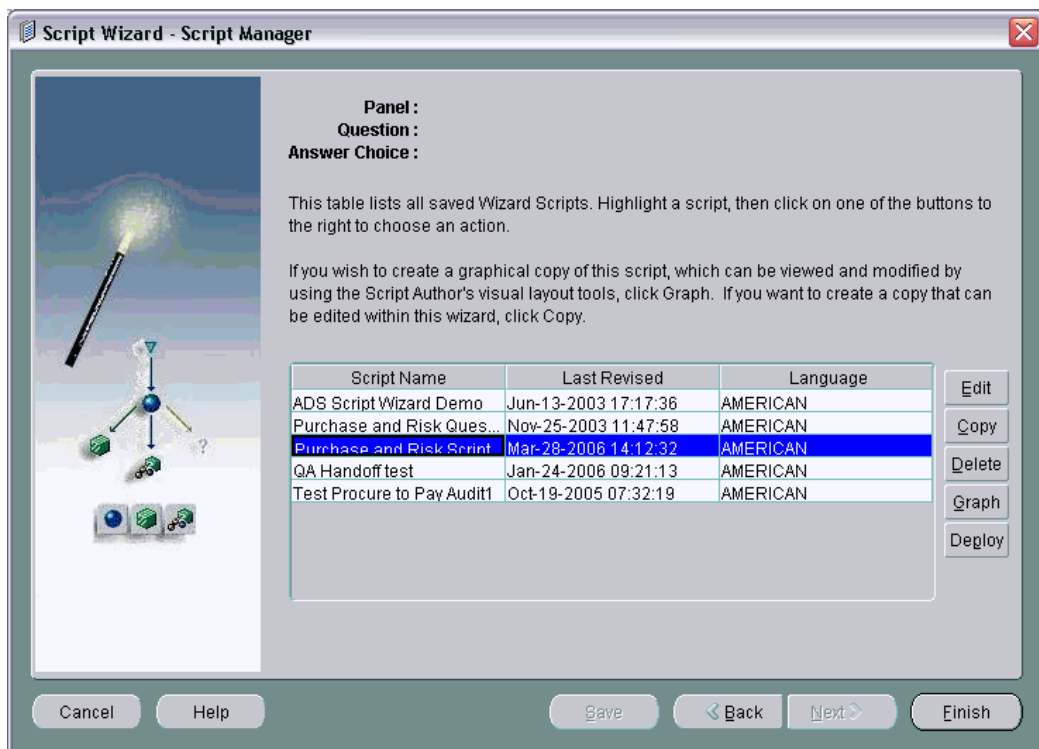 Script Wizard - Script Manager
Panel :
Question :
Answer Choice :
This table lists all saved Wizard Scripts. Highlight a script, then click on one of the buttons to
the right to choose an action.
If you wish to create a graphical copy of this script, which can be viewed and modified by
using the Script Author's visual layout tools, click Graph. If you want to create a copy that can
be edited within this wizard, click Copy.
Script Name Last Revised Language
ADS Script Wizard Demo Jun-13-2003 17:17:36 AMERICAN
Purchase and Risk Ques... Nov-25-2003 11:47:58 AMERICAN
Purchase and Risk Script Mar-28-2006 14:12:32 AMERICAN
QA Handoff test Jan-24-2006 09:21:13 AMERICAN
Test Procure to Pay Audit1 Oct-19-2005 07:32:19 AMERICAN
Edit
Copy
Delete
Graph
Deploy
?
Cancel Help Save Back Next Finish